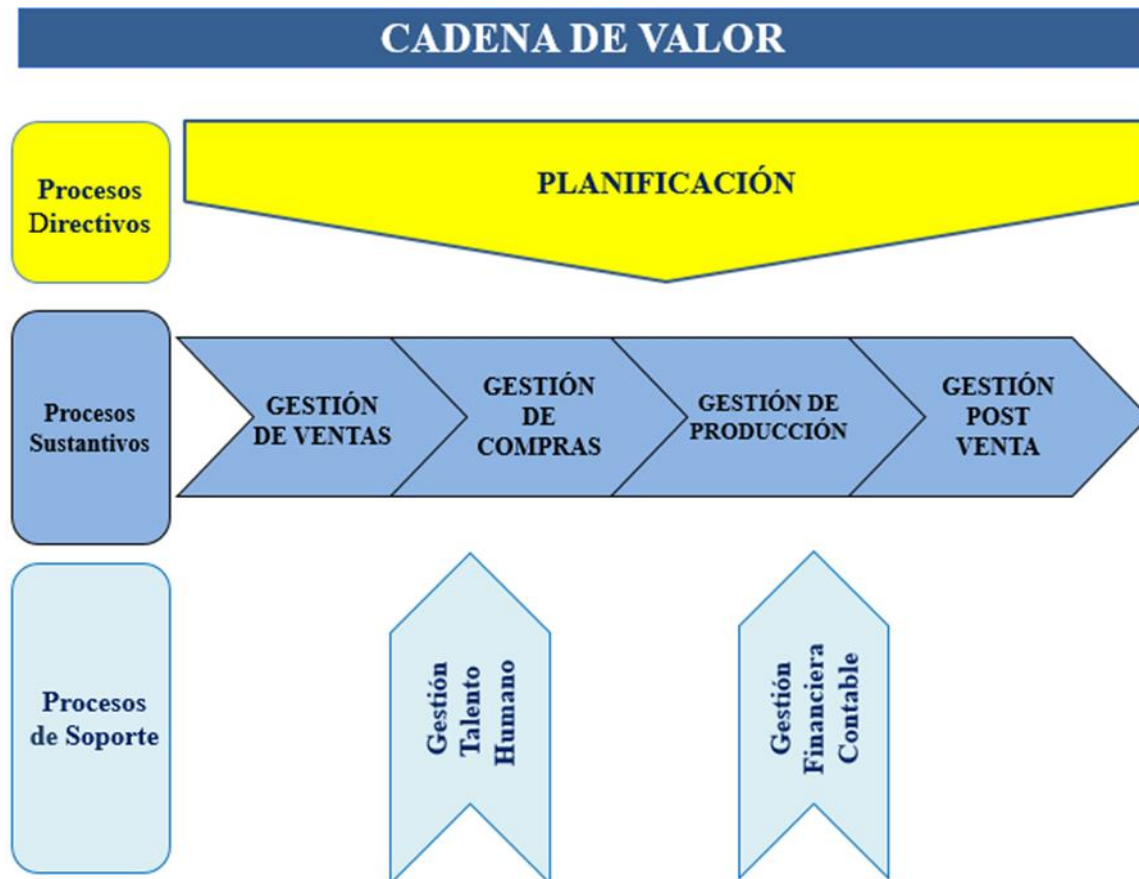 CADENA DE VALOR
Procesos
Directivos
PLANIFICACIÓN
Procesos
Sustantivos
GESTIÓN
DE VENTAS
GESTIÓN
DE
COMPRAS
GESTIÓN DE
PRODUCCIÓN
GESTIÓN
POST
VENTA
Procesos
de Soporte
Gestión
Talento
Humano
Gestión
Financiera
Contable